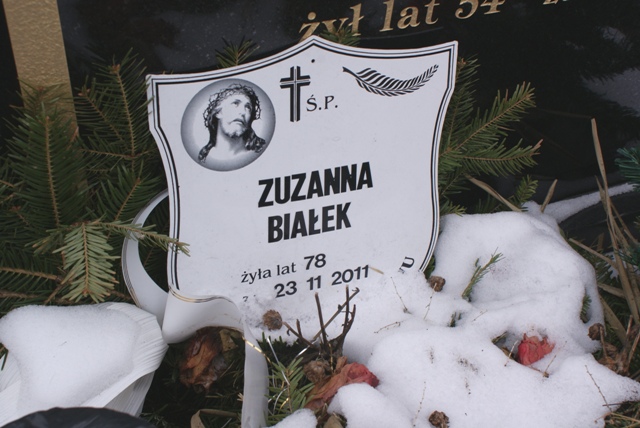 żył lat 54
Ś.P.
ZUZANNA
BIAŁEK
żyła lat 78
23 11 2011